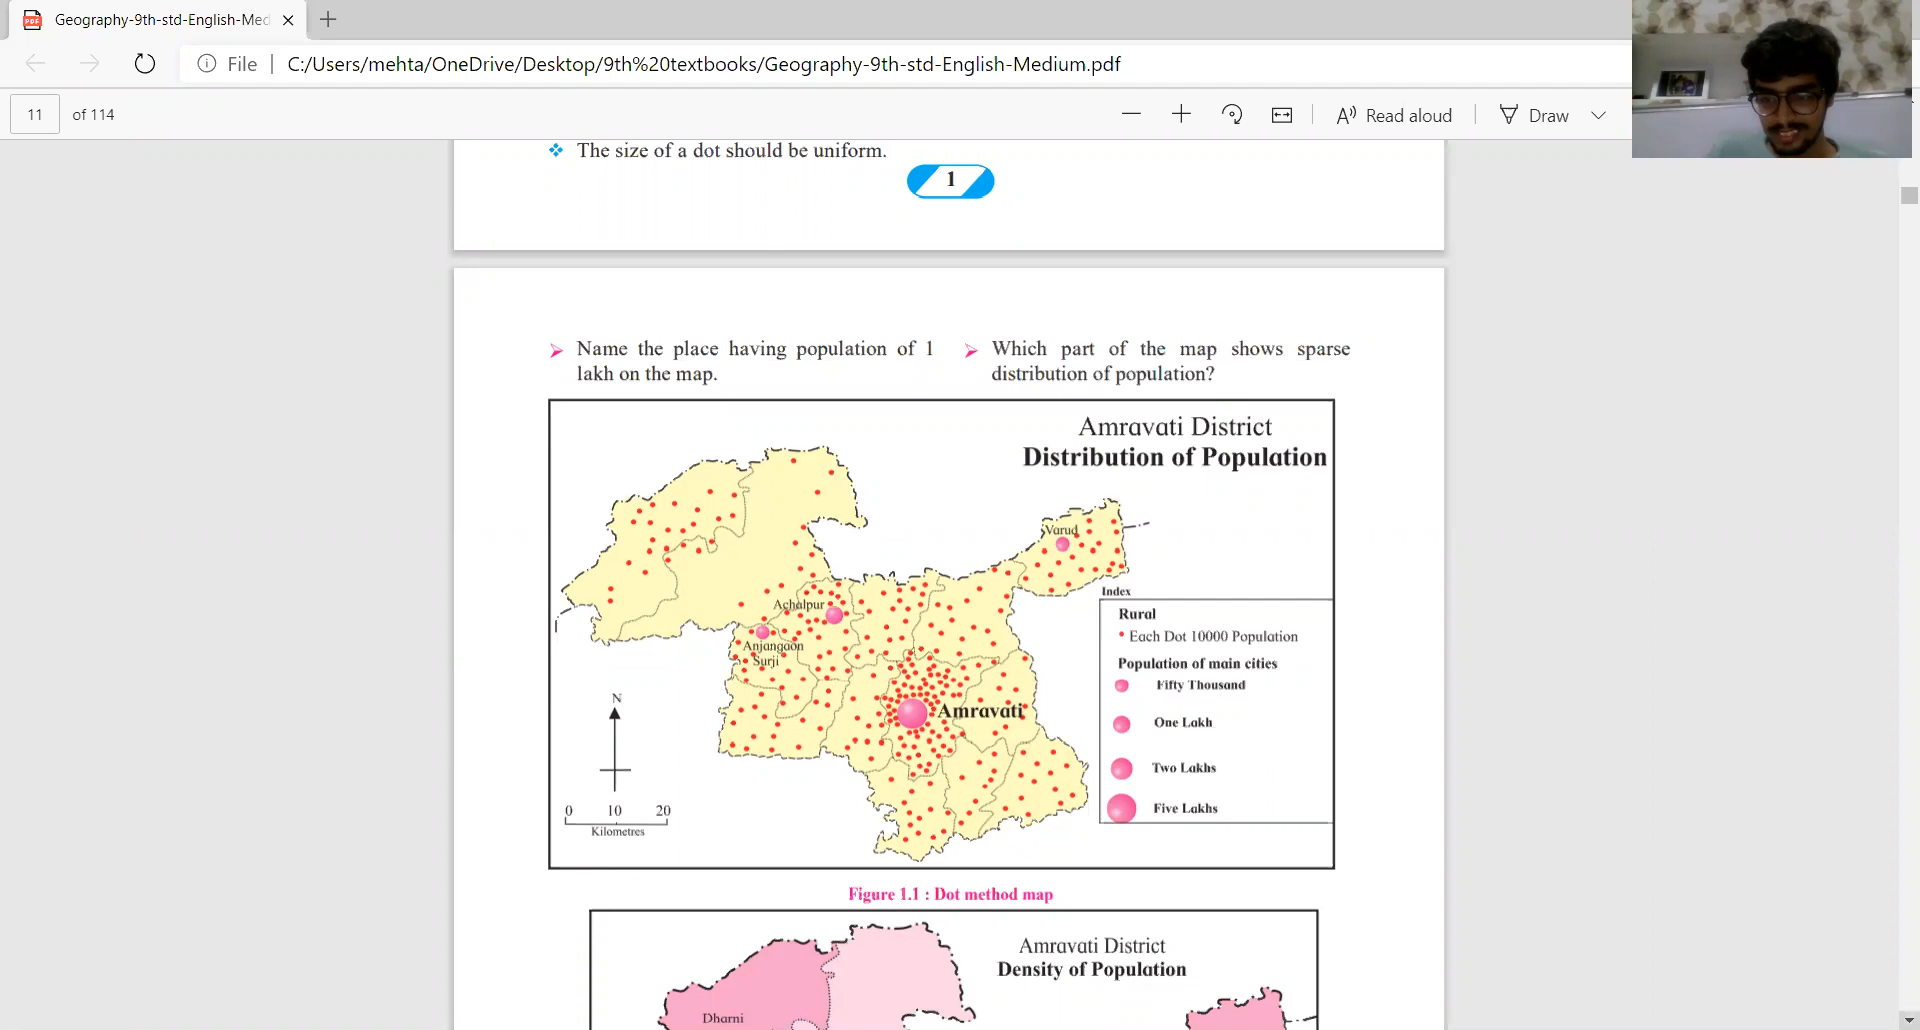 Geography-9th-std-English-Med
File
C:/Users/mehta/OneDrive/Desktop/9th%20textbooks/Geography-9th-std-English-Medium.pdf
11 of 114
Read aloud
Draw
The size of a dot should be uniform.
1
Name the place having population of 1
lakh on the map.
Which part of the map shows sparse
distribution of population?
Amravati District
Distribution of Population
Varud
Achalpur
Anjangaon
Surji
Amravati
Index
Rural
Each Dot 10000 Population
Population of main cities
Fifty Thousand
One Lakh
Two Lakhs
Five Lakhs
N
0 10 20
Kilometres
Figure 1.1 : Dot method map
Amravati District
Density of Population
Dharni